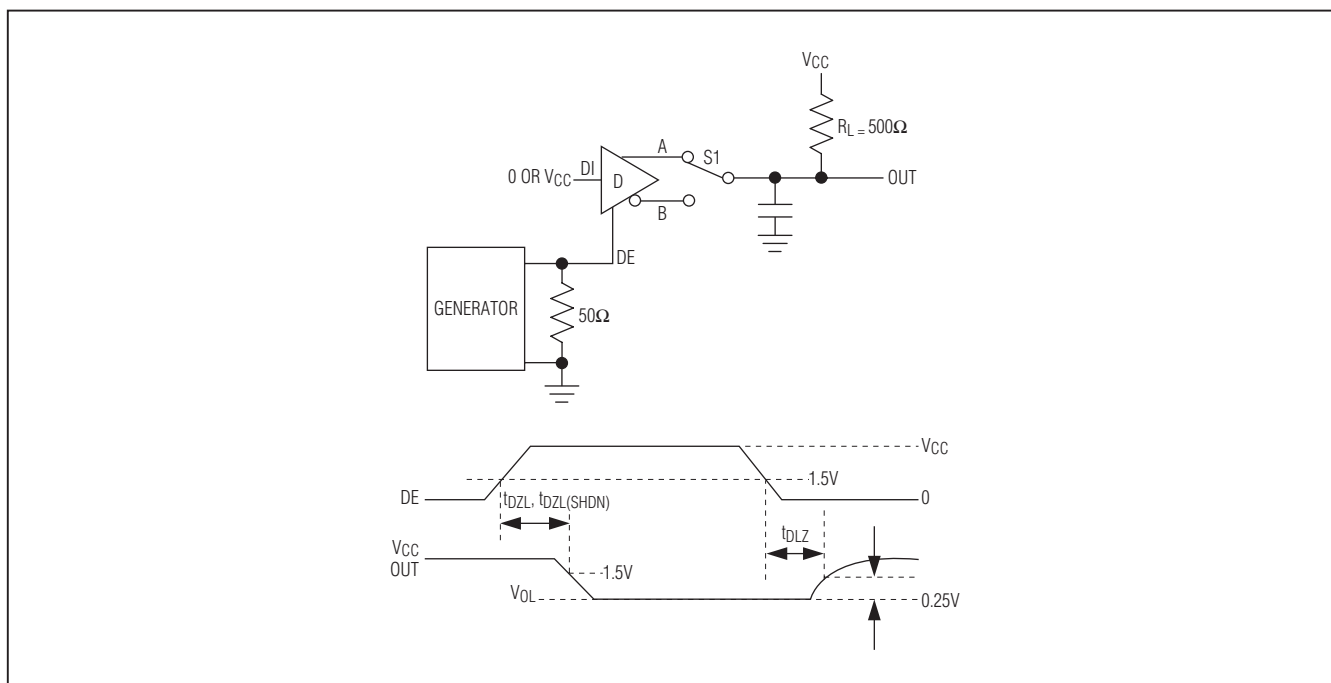 VCC
RL = 500Ω
A
S1
0 OR VCC
DI
D
OUT
B
DE
GENERATOR
50Ω
VCC
1.5V
DE
0
tDZL, tDZL(SHDN)
tDLZ
VCC
OUT
1.5V
VOL
0.25V